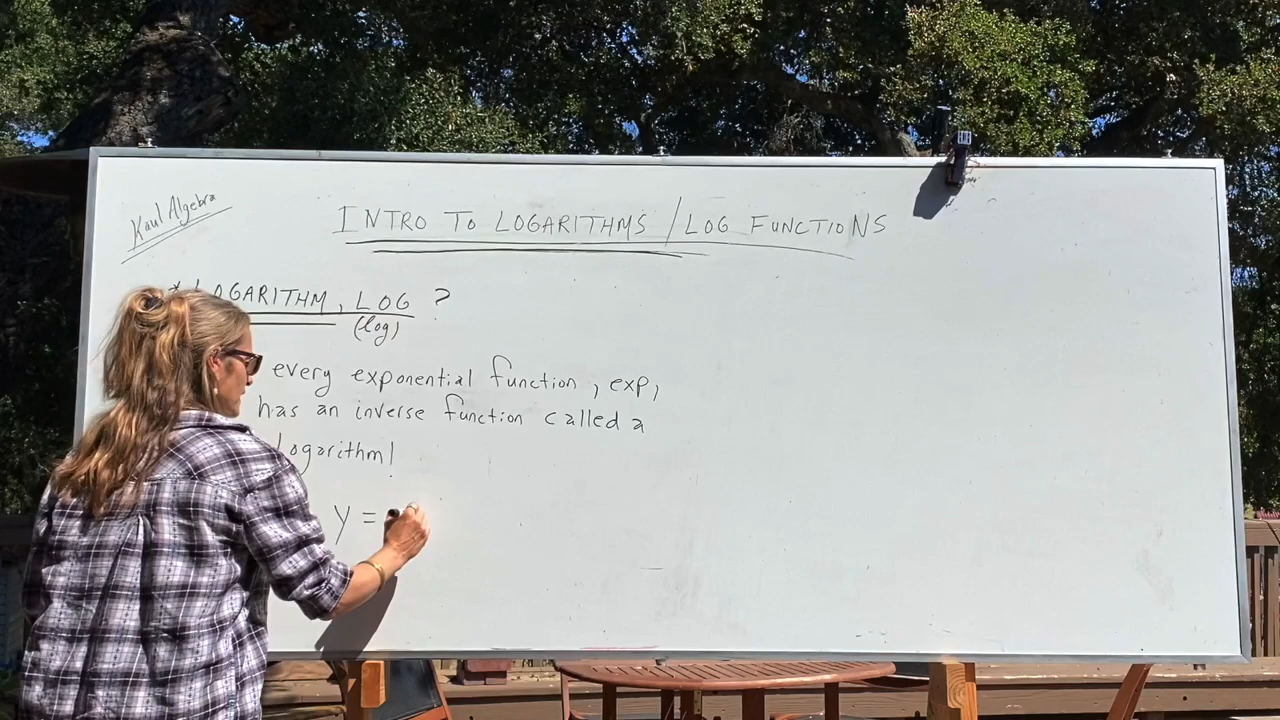 Kaul Algebra
INTRO TO LOGARITHMS / LOG FUNCTIONS
* LOGARITHM, LOG ?
(log)
every exponential function, exp,
has an inverse function called a
logarithm!
y =